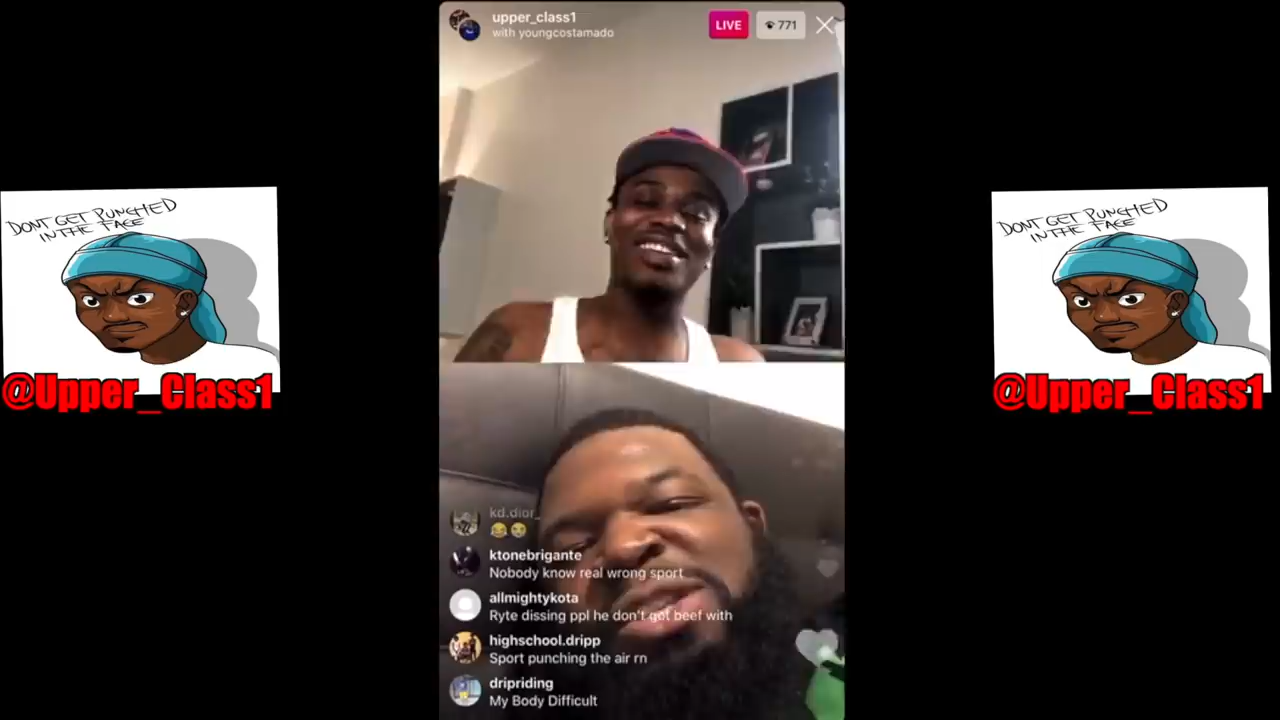 upper_class1
with youngcostamado
LIVE
771
DONT GET PUNCHED
IN THE FACE
@Upper_Class1
DONT GET PUNCHED
IN THE FACE
@Upper_Class1
kd.dior_
😂😭
ktonebrigante
Nobody know real wrong sport
allmightykota
Ryte dissing ppl he don't got beef with
highschool.dripp
Sport punching the air rn
dripriding
My Body Difficult